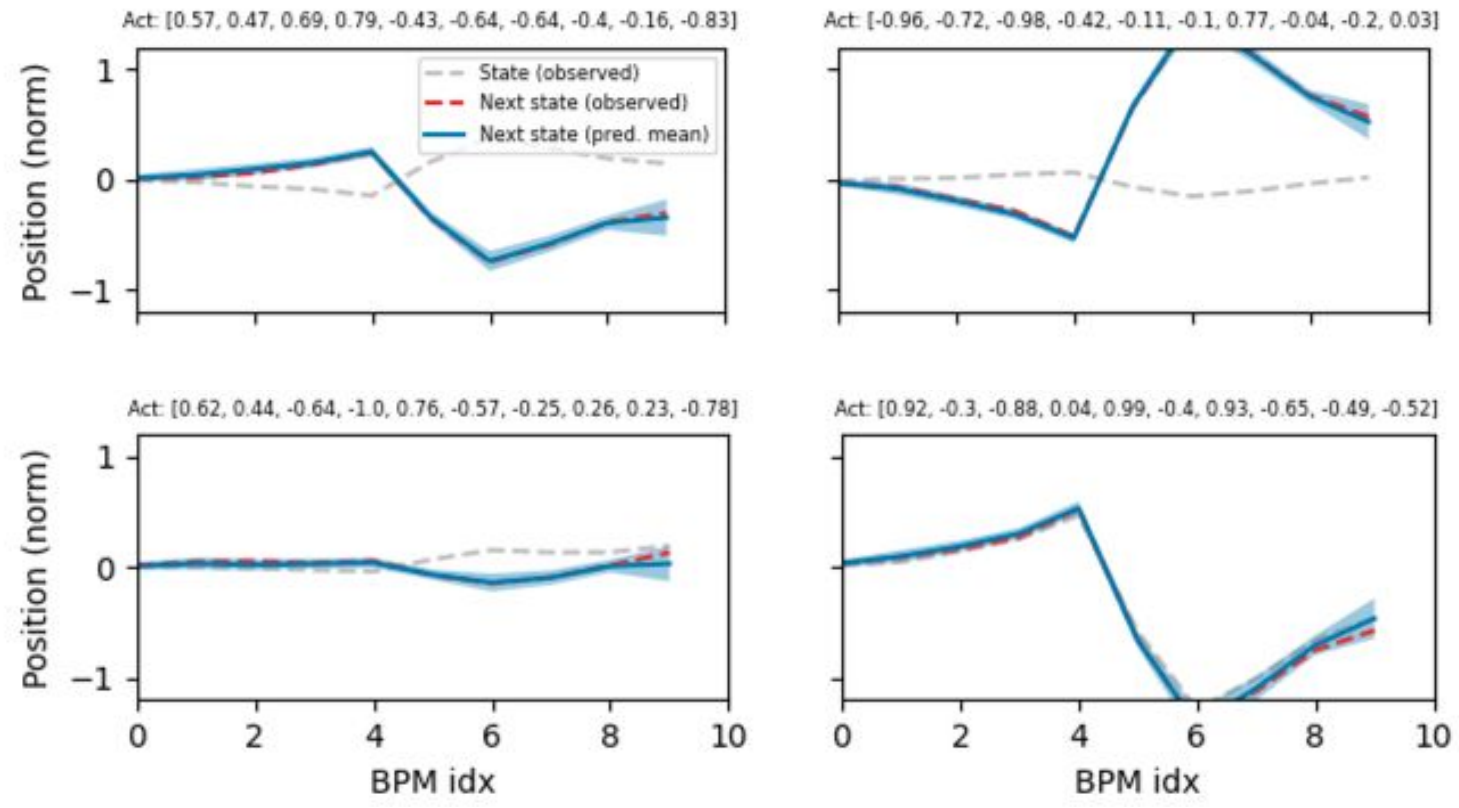 Act: [0.57, 0.47, 0.69, 0.79, -0.43, -0.64, -0.64, -0.4, -0.16, -0.83]
Act: [-0.96, -0.72, -0.98, -0.42, -0.11, -0.1, 0.77, -0.04, -0.2, 0.03]
Position (norm)
1
0
−1
State (observed)
Next state (observed)
Next state (pred. mean)
Act: [0.62, 0.44, -0.64, -1.0, 0.76, -0.57, -0.25, 0.26, 0.23, -0.78]
Act: [0.92, -0.3, -0.88, 0.04, 0.99, -0.4, 0.93, -0.65, -0.49, -0.52]
Position (norm)
1
0
−1
0 2 4 6 8 10
0 2 4 6 8 10
BPM idx
BPM idx